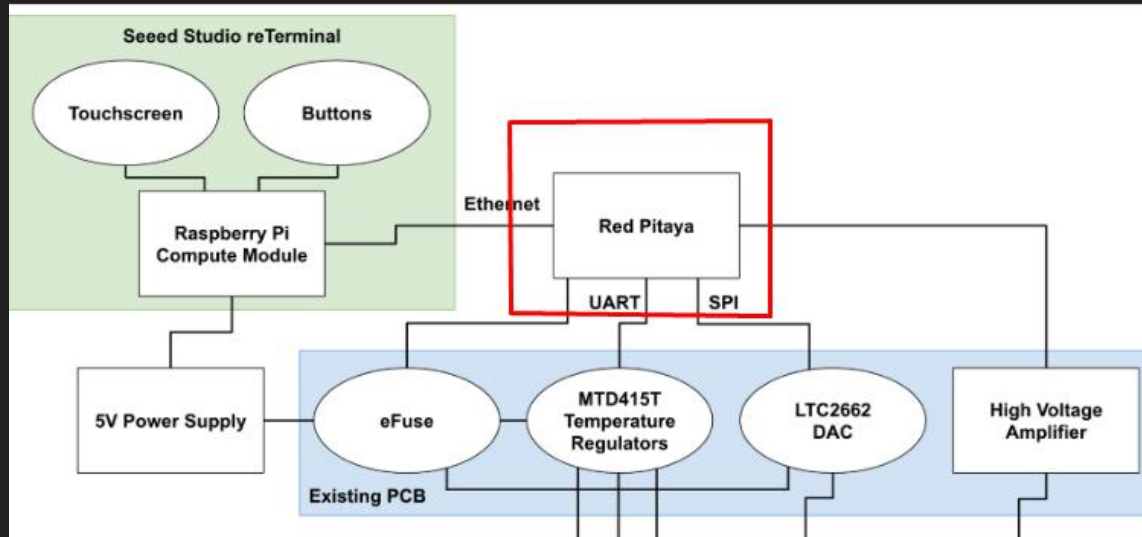 Seeed Studio reTerminal
Touchscreen
Buttons
Ethernet
Raspberry Pi
Compute Module
Red Pitaya
UART
SPI
5V Power Supply
eFuse
MTD415T
Temperature
Regulators
LTC2662
DAC
High Voltage
Amplifier
Existing PCB